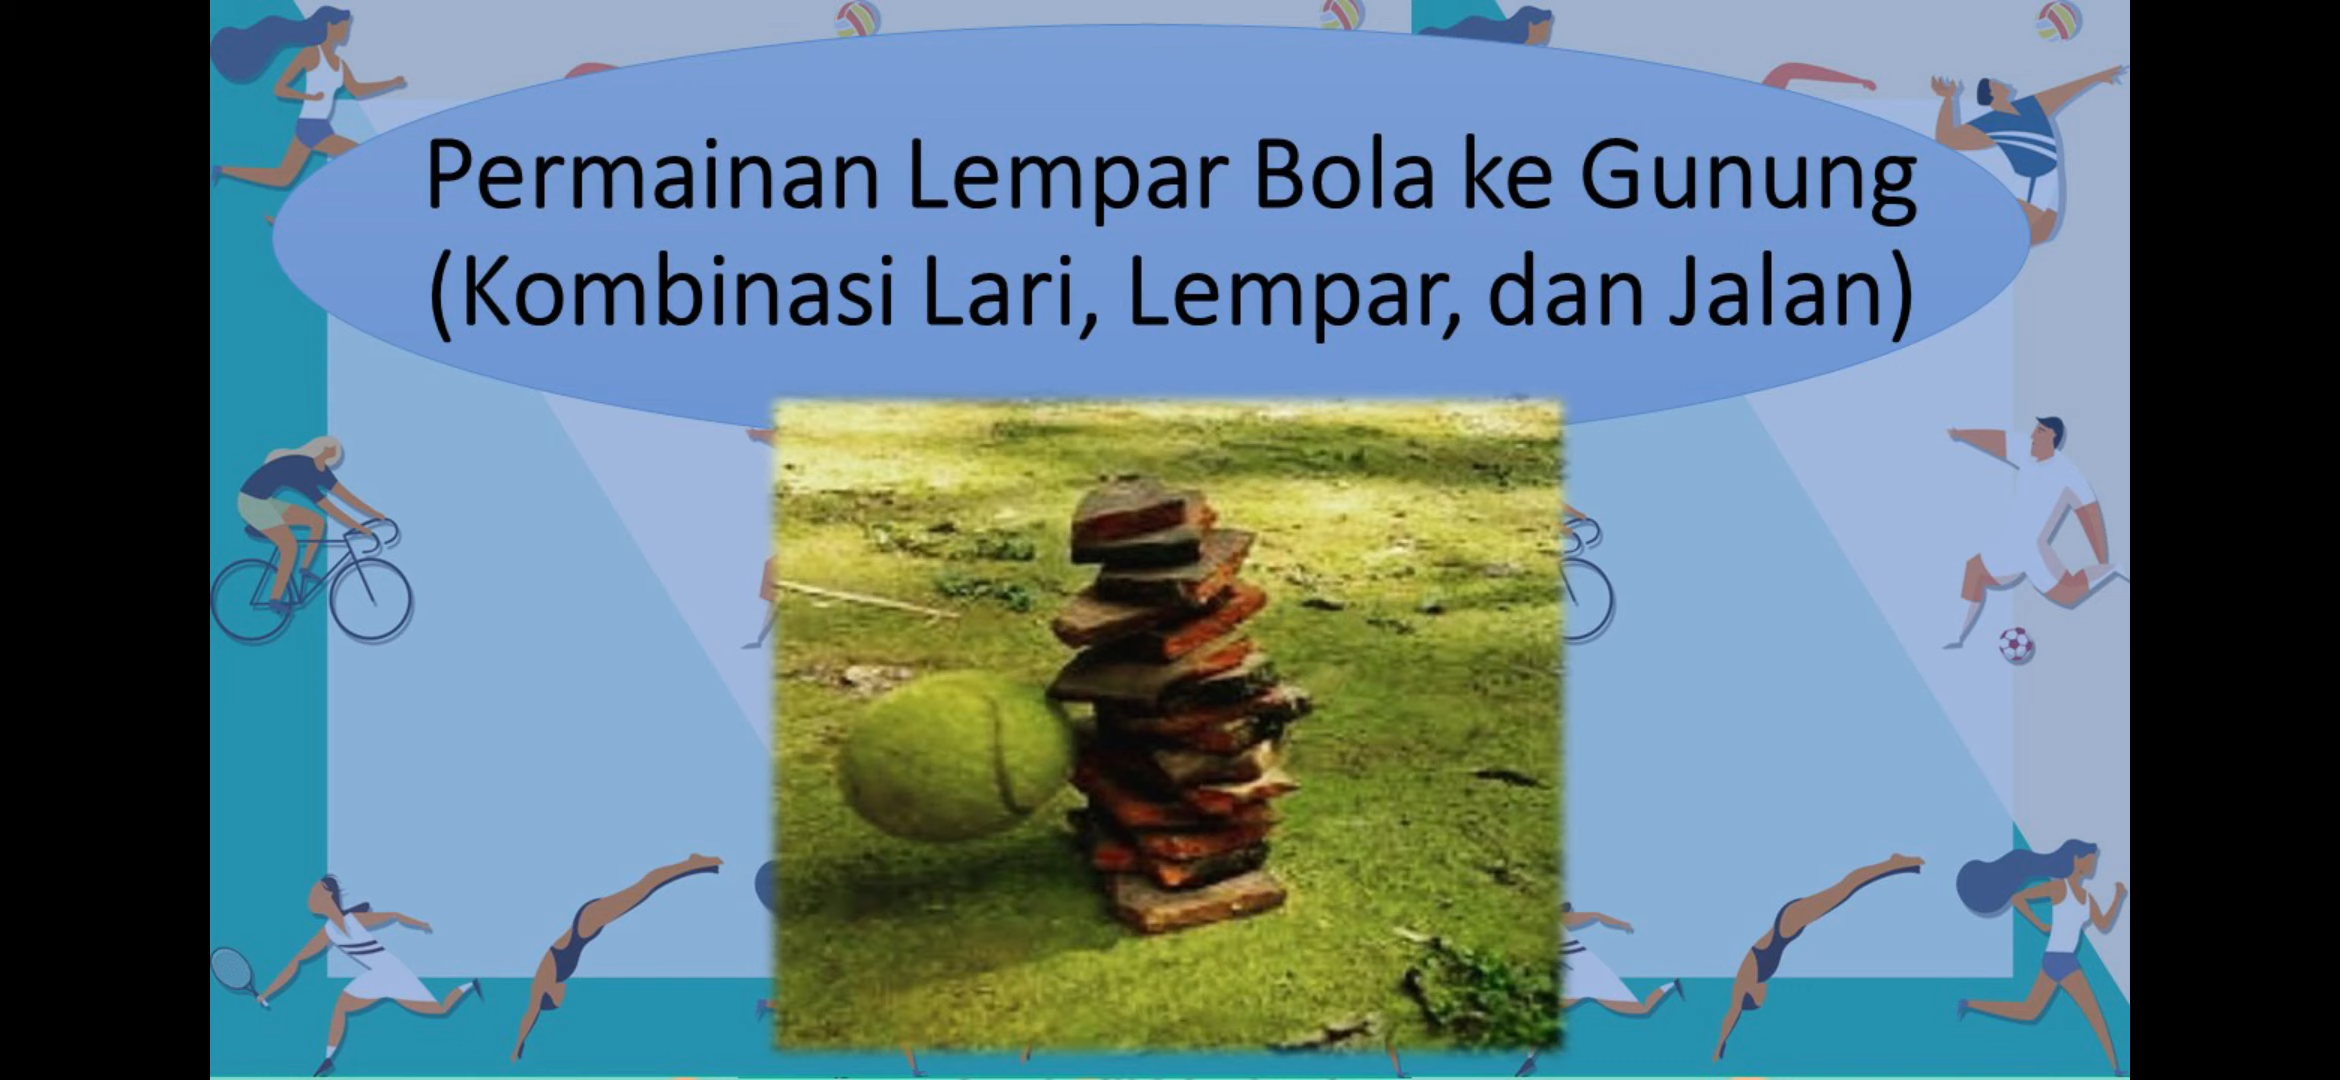 Permainan Lempar Bola ke Gunung
(Kombinasi Lari, Lempar, dan Jalan)